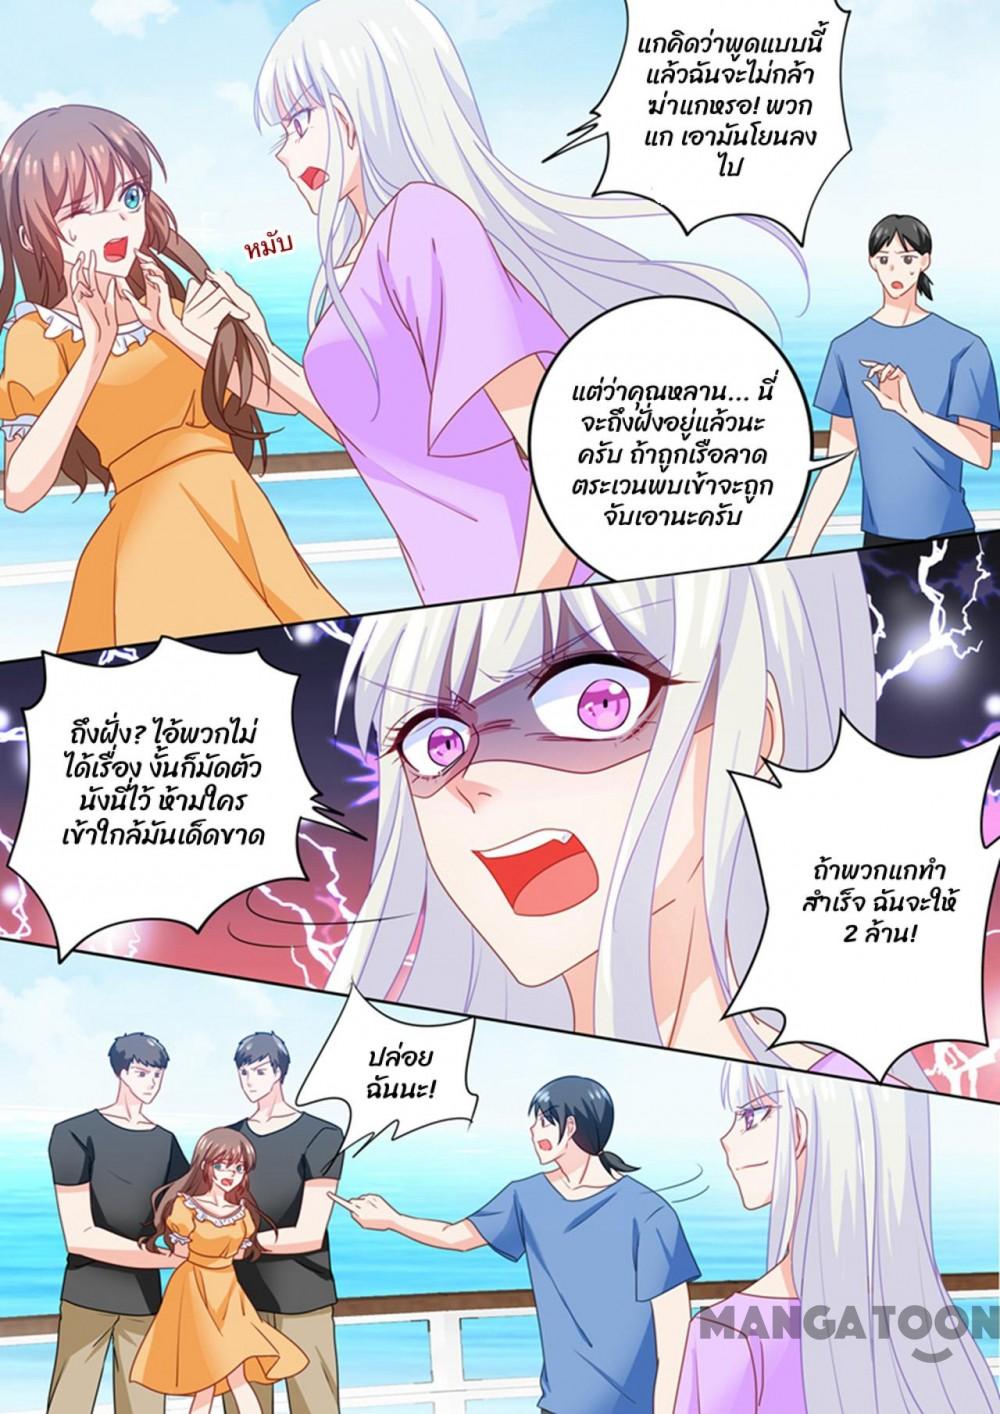 แกคิดว่าพูดแบบนี้
แล้วฉันจะไม่กล้า
ฆ่าแกหรอ! พวก
แก เอามันโยนลง
ไป
หมับ
แต่ว่าคุณหลาน... นี่
จะถึงฝั่งอยู่แล้วนะ
ครับ ถ้าถูกเรือลาด
ตระเวนพบเข้าจะถูก
จับเอานะครับ
ถึงฝั่ง? ไอ้พวกไม่
ได้เรื่อง งั้นก็มัดตัว
นังนี่ไว้ ห้ามใคร
เข้าใกล้มันเด็ดขาด
ถ้าพวกแกทำ
สำเร็จ ฉันจะให้
2 ล้าน!
ปล่อย
ฉันนะ!
MANGATOON